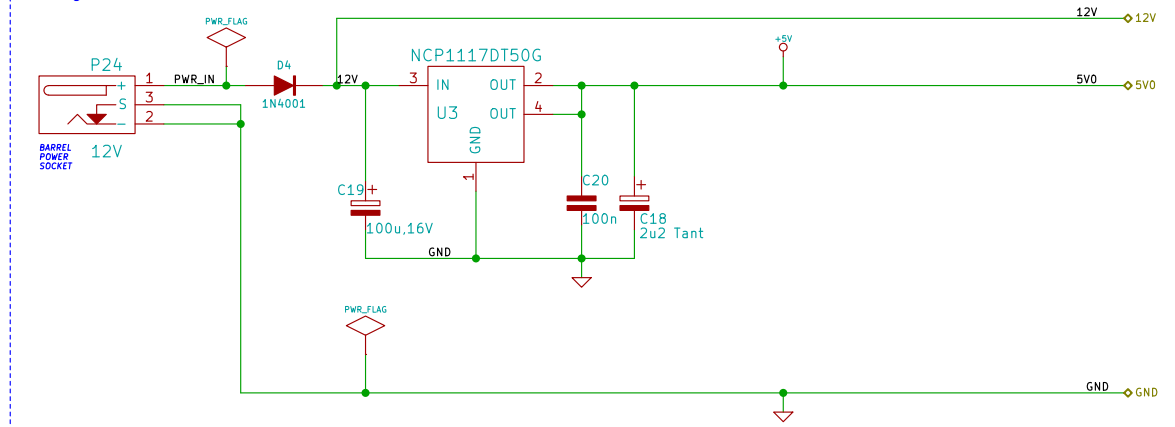 12V
12V
PWR_FLAG
+5V
NCP1117DT50G
P24
D4
1
PWR_IN
12V
3
IN
OUT
2
5V0
5V0
+
S
3
1N4001
U3
OUT
4
−
2
GND
BARREL
POWER
SOCKET
12V
1
C19
+
100u,16V
C20
100n
+
C18
2u2 Tant
GND
PWR_FLAG
GND
GND